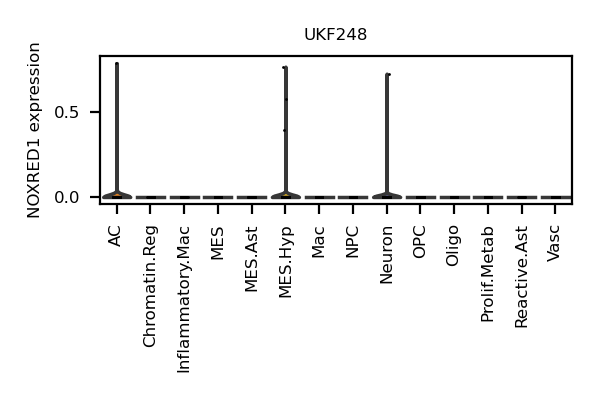 UKF248
NOXRED1 expression
0.5
0.0
AC
Chromatin.Reg
Inflammatory.Mac
MES
MES.Ast
MES.Hyp
Mac
NPC
Neuron
OPC
Oligo
Prolif.Metab
Reactive.Ast
Vasc